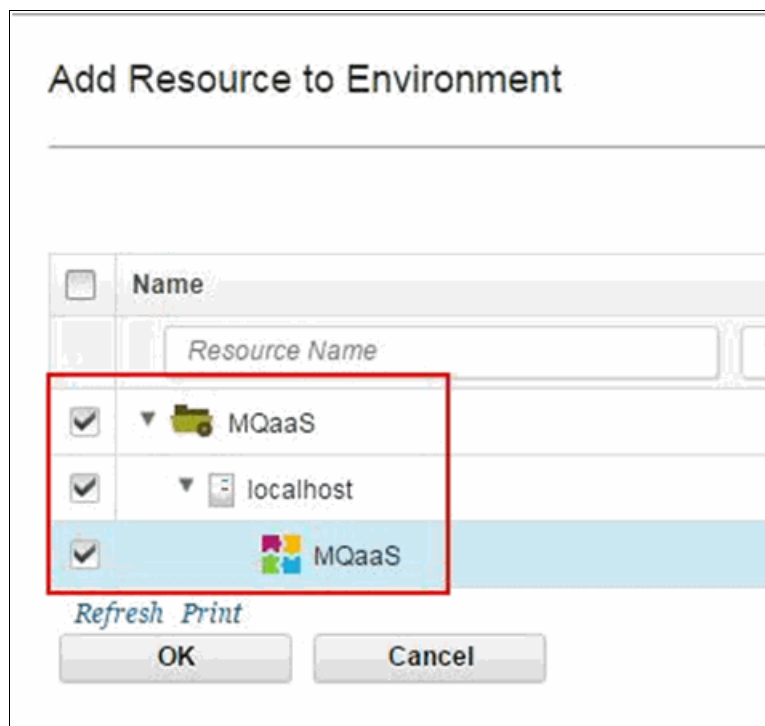 Add Resource to Environment
Name
Resource Name
MQaaS
localhost
MQaaS
Refresh Print
OK Cancel